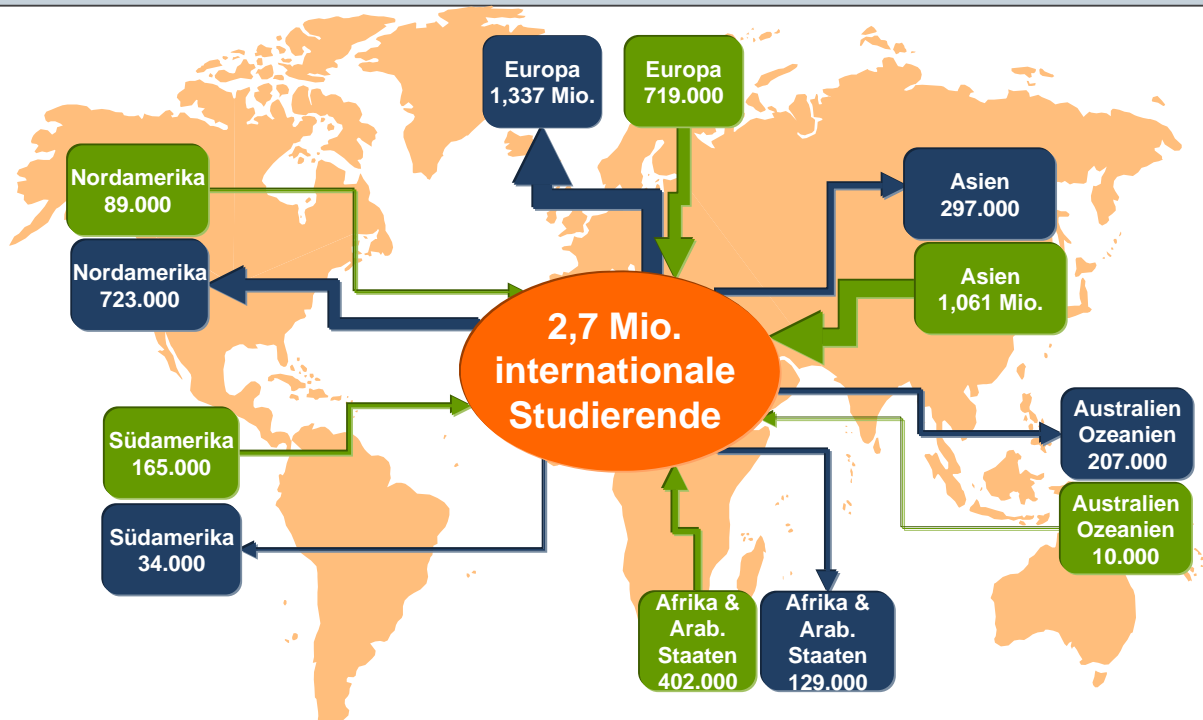 Europa
1,337 Mio.
Europa
719.000
Nordamerika
89.000
Asien
297.000
Nordamerika
723.000
Asien
1,061 Mio.
2,7 Mio.
internationale
Studierende
Südamerika
165.000
Australien
Ozeanien
207.000
Südamerika
34.000
Australien
Ozeanien
10.000
Afrika &
Arab.
Staaten
402.000
Afrika &
Arab.
Staaten
129.000